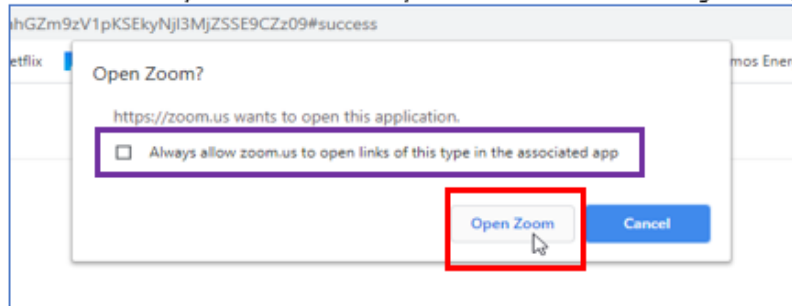 hGZm9zV1pKSEkyNjl3MjZSSE9CZz09#success
etflix
mos Ener
Open Zoom?
https://zoom.us wants to open this application.
Always allow zoom.us to open links of this type in the associated app
Open Zoom
Cancel